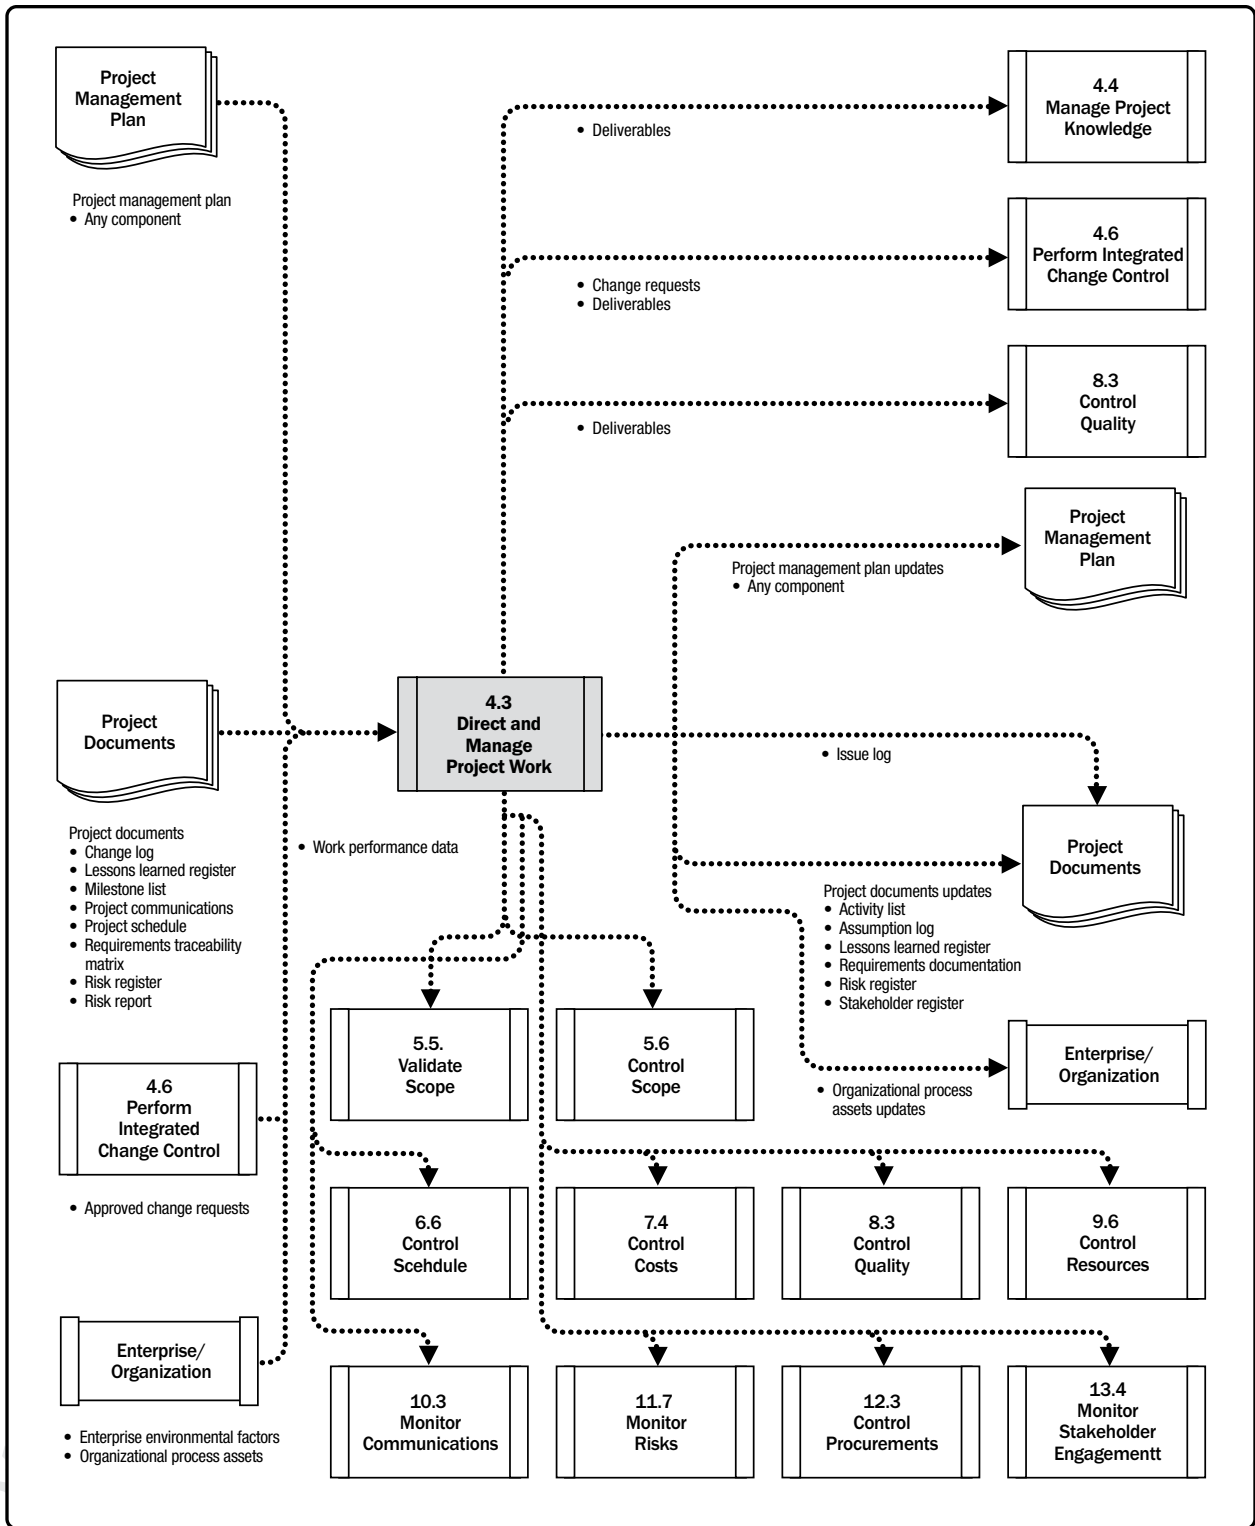 Project
Management
Plan
Project management plan
• Any component
4.4
Manage Project
Knowledge
• Deliverables
4.6
Perform Integrated
Change Control
• Change requests
• Deliverables
8.3
Control
Quality
• Deliverables
Project
Management
Plan
Project management plan updates
• Any component
Project
Documents
4.3
Direct and
Manage
Project Work
• Issue log
Project documents
• Change log
• Lessons learned register
• Milestone list
• Project communications
• Project schedule
• Requirements traceability
matrix
• Risk register
• Risk report
• Work performance data
Project
Documents
Project documents updates
• Activity list
• Assumption log
• Lessons learned register
• Requirements documentation
• Risk register
• Stakeholder register
5.5.
Validate
Scope
5.6
Control
Scope
Enterprise/
Organization
• Organizational process
assets updates
4.6
Perform
Integrated
Change Control
• Approved change requests
6.6
Control
Scehdule
7.4
Control
Costs
8.3
Control
Quality
9.6
Control
Resources
Enterprise/
Organization
• Enterprise environmental factors
• Organizational process assets
10.3
Monitor
Communications
11.7
Monitor
Risks
12.3
Control
Procurements
13.4
Monitor
Stakeholder
Engagementt